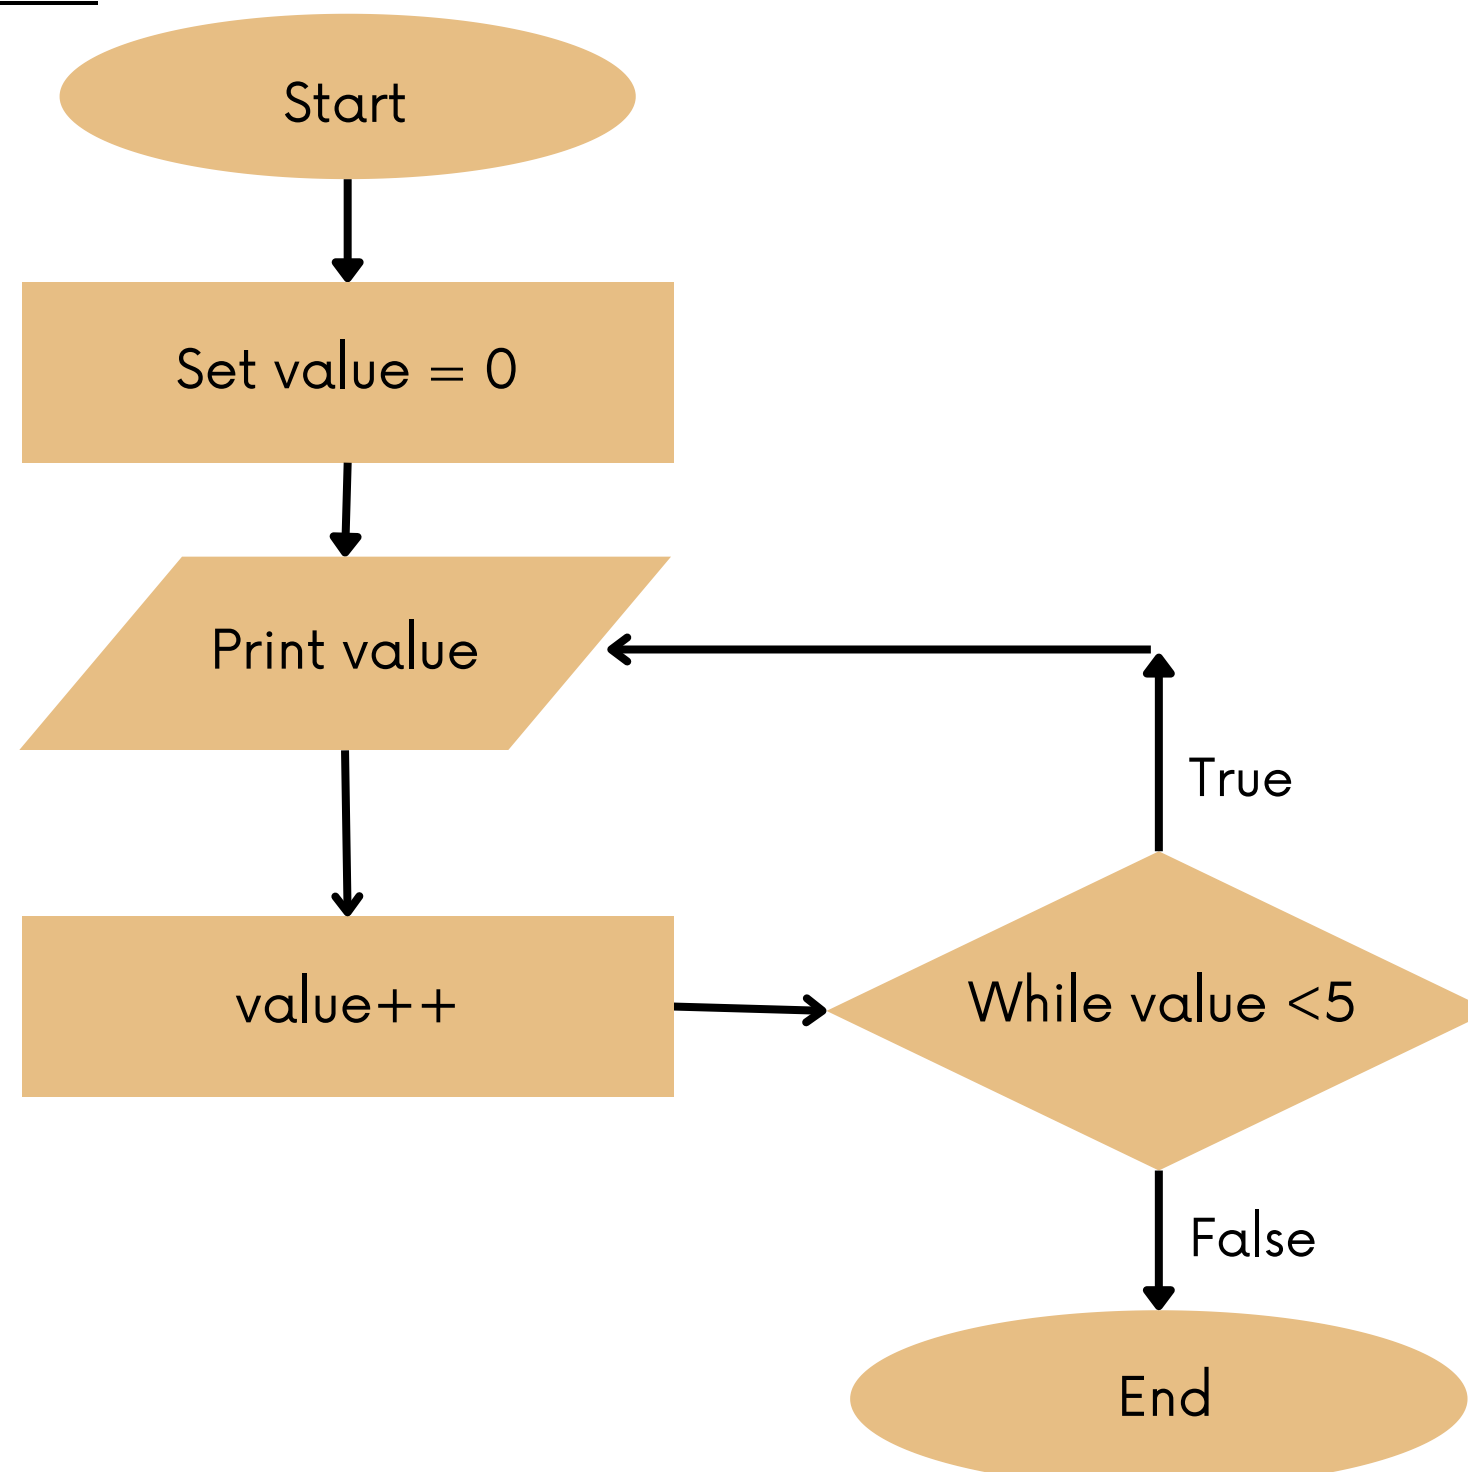 Start
Set value = 0
Print value
True
value++
While value <5
False
End